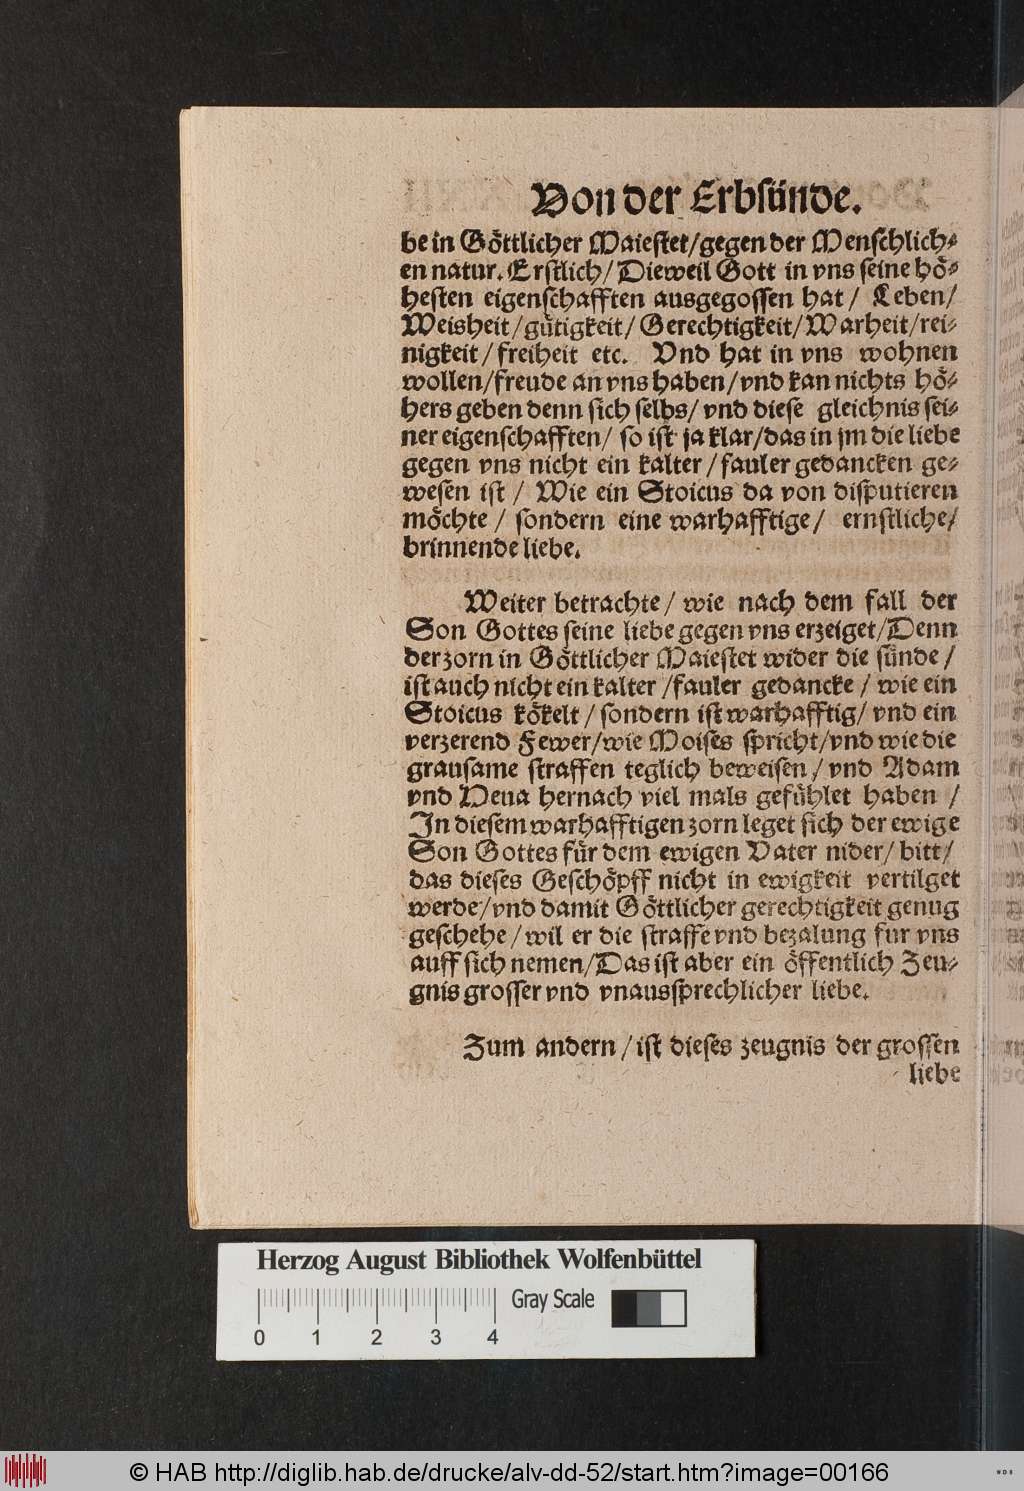 Von der Erbsünde.
be in Göttlicher Maiestet/gegen der Menschlich-
en natur. Erstlich/Dieweil Gott in vns seine hö-
hesten eigenschafften ausgegossen hat/ Leben/
Weisheit/gütigkeit/Gerechtigkeit/Warheit/rei-
nigkeit/freiheit etc. Vnd hat in vns wohnen
wollen/freude an vns haben/vnd kan nichts hö-
hers geben denn sich selbs/ vnd diese gleichnis sei-
ner eigenschafften/ so ist ja klar/das in jm die liebe
gegen vns nicht ein kalter/fauler gedancken ge-
wesen ist / Wie ein Stoicus da von disputieren
möchte / sondern eine warhafftige/ ernstliche/
brinnende liebe.
Weiter betrachte/ wie nach dem fall der
Son Gottes seine liebe gegen vns erzeiget/Denn
der zorn in Göttlicher Maiestet wider die sünde /
ist auch nicht ein kalter /fauler gedancke / wie ein
Stoicus kökelt / sondern ist warhafftig/ vnd ein
verzerend Fewer/wie Moises spricht/vnd wie die
grausame straffen teglich beweisen/ vnd Adam
vnd Heua hernach viel mals gefühlet haben /
In diesem warhafftigen zorn leget sich der ewige
Son Gottes für dem ewigen Vater nider/ bitt/
das dieses Geschöpff nicht in ewigkeit vertilget
werde/vnd damit Göttlicher gerechtigkeit genug
geschehe/wil er die straffe vnd bezalung fur vns
auff sich nemen/Das ist aber ein öffentlich Zeu-
gnis grosser vnd vnaussprechlicher liebe.
Zum andern/ist dieses zeugnis der grossen
liebe
Herzog August Bibliothek Wolfenbüttel
Gray Scale
0 1 2 3 4
© HAB http://diglib.hab.de/drucke/alv-dd-52/start.htm?image=00166